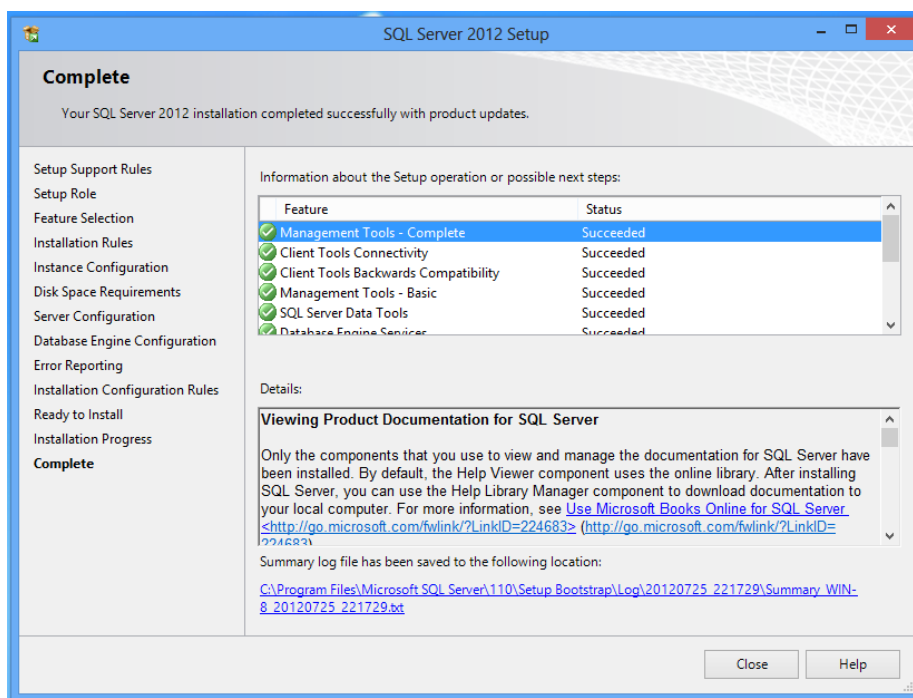 SQL Server 2012 Setup
Complete
Your SQL Server 2012 installation completed successfully with product updates.
Setup Support Rules
Setup Role
Feature Selection
Installation Rules
Instance Configuration
Disk Space Requirements
Server Configuration
Database Engine Configuration
Error Reporting
Installation Configuration Rules
Ready to Install
Installation Progress
Complete
Information about the Setup operation or possible next steps:
Feature Status
Management Tools - Complete Succeeded
Client Tools Connectivity Succeeded
Client Tools Backwards Compatibility Succeeded
Management Tools - Basic Succeeded
SQL Server Data Tools Succeeded
Database Engine Services Succeeded
Details:
Viewing Product Documentation for SQL Server
Only the components that you use to view and manage the documentation for SQL Server have
been installed. By default, the Help Viewer component uses the online library. After installing
SQL Server, you can use the Help Library Manager component to download documentation to
your local computer. For more information, see Use Microsoft Books Online for SQL Server
<http://go.microsoft.com/fwlink/?LinkID=224683> (http://go.microsoft.com/fwlink/?LinkID=
224683)
Summary log file has been saved to the following location:
C:\Program Files\Microsoft SQL Server\110\Setup Bootstrap\Log\20120725_221729\Summary_WIN-
8_20120725_221729.txt
Close Help